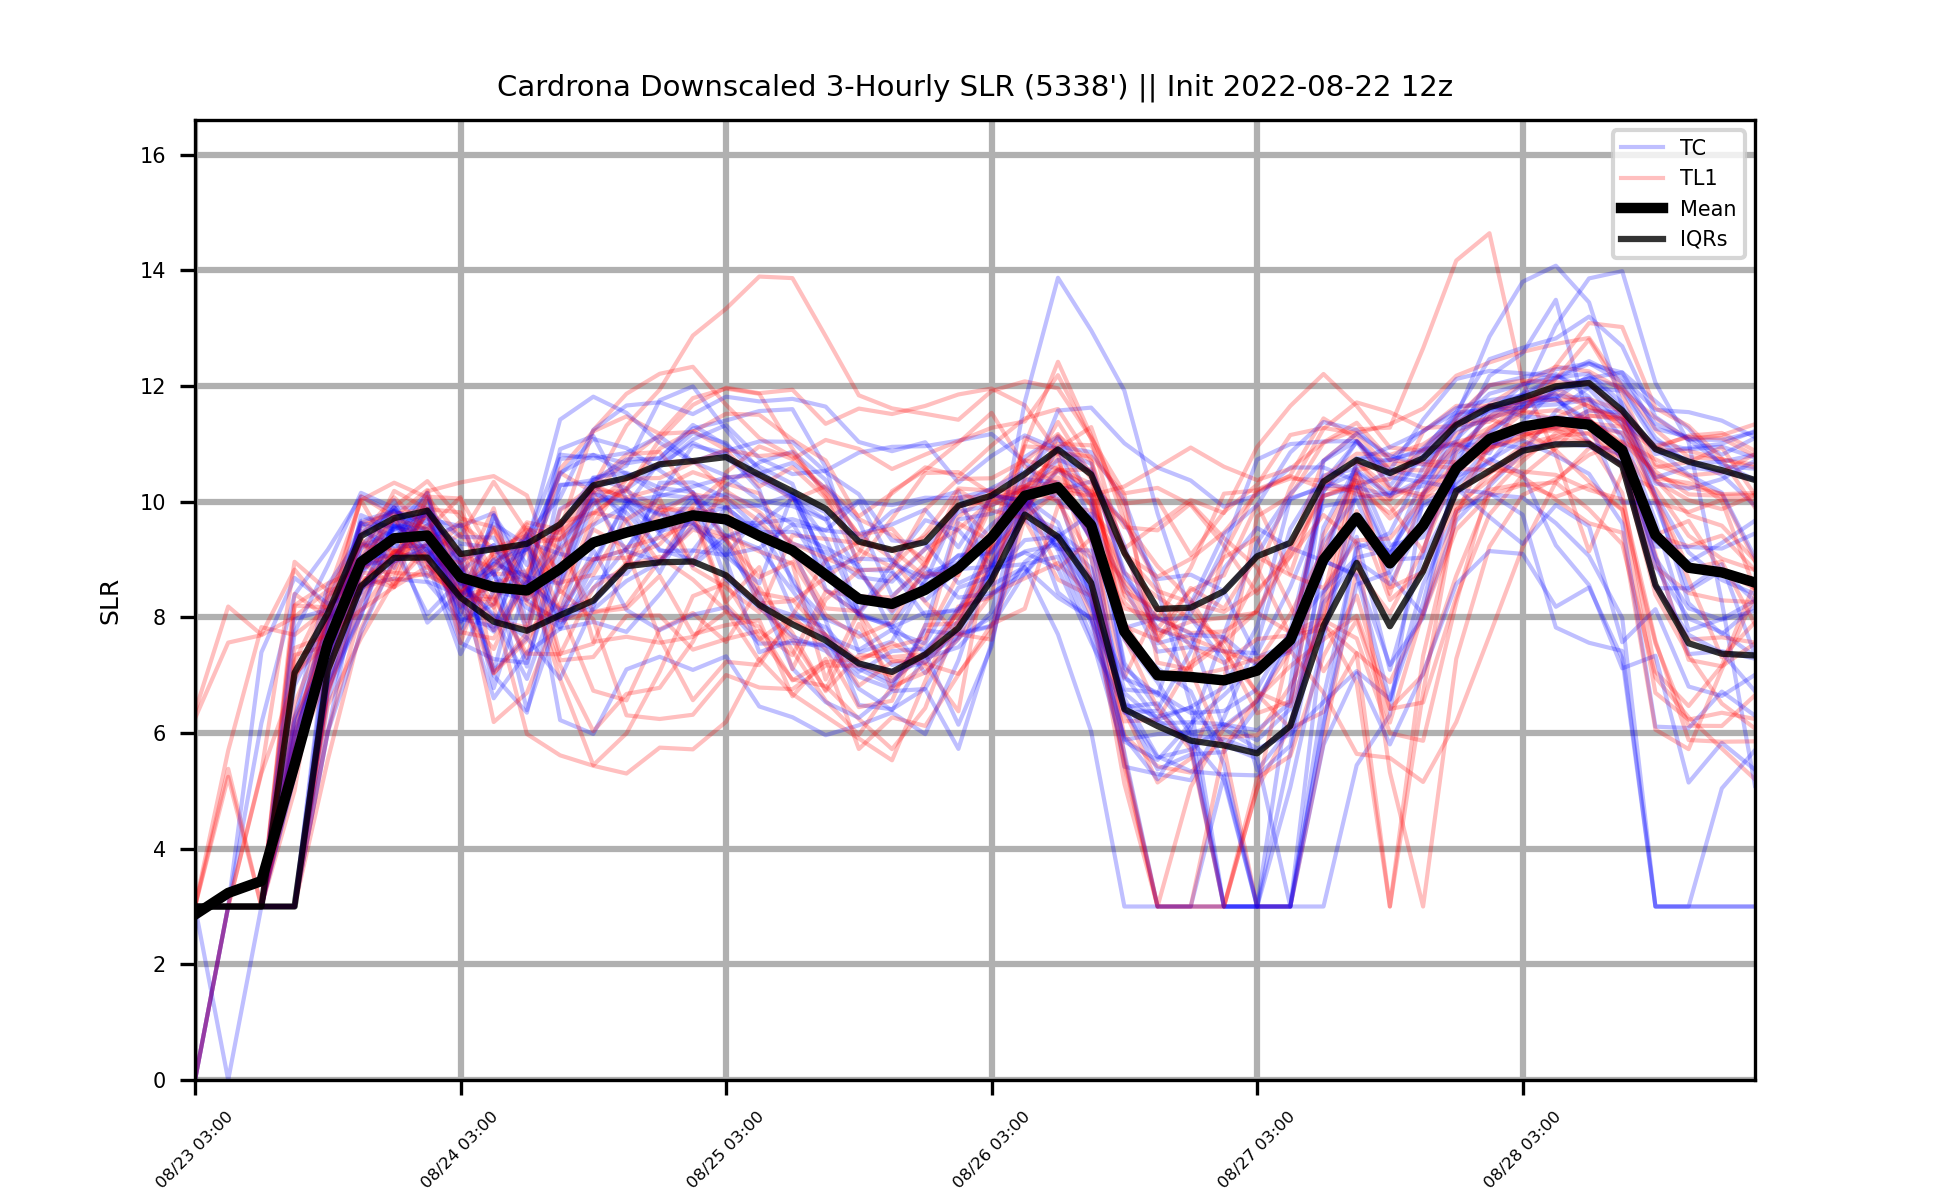 Cardrona Downscaled 3-Hourly SLR (5338') || Init 2022-08-22 12z
TC
TL1
Mean
IQRs
SLR
16
14
12
10
8
6
4
2
0
08/23 03:00
08/24 03:00
08/25 03:00
08/26 03:00
08/27 03:00
08/28 03:00